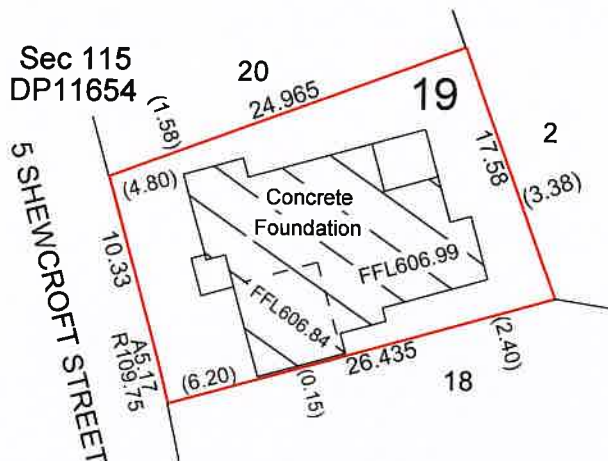 Sec 115
DP11654
20
24.965
19
(1.58)
17.58
2
(3.38)
(4.80)
Concrete
Foundation
5 SHEWCROFT STREET
10.33
FFL606.99
FFL606.84
A5.17
R109.75
(6.20)
(0.15)
26.435
(2.40)
18